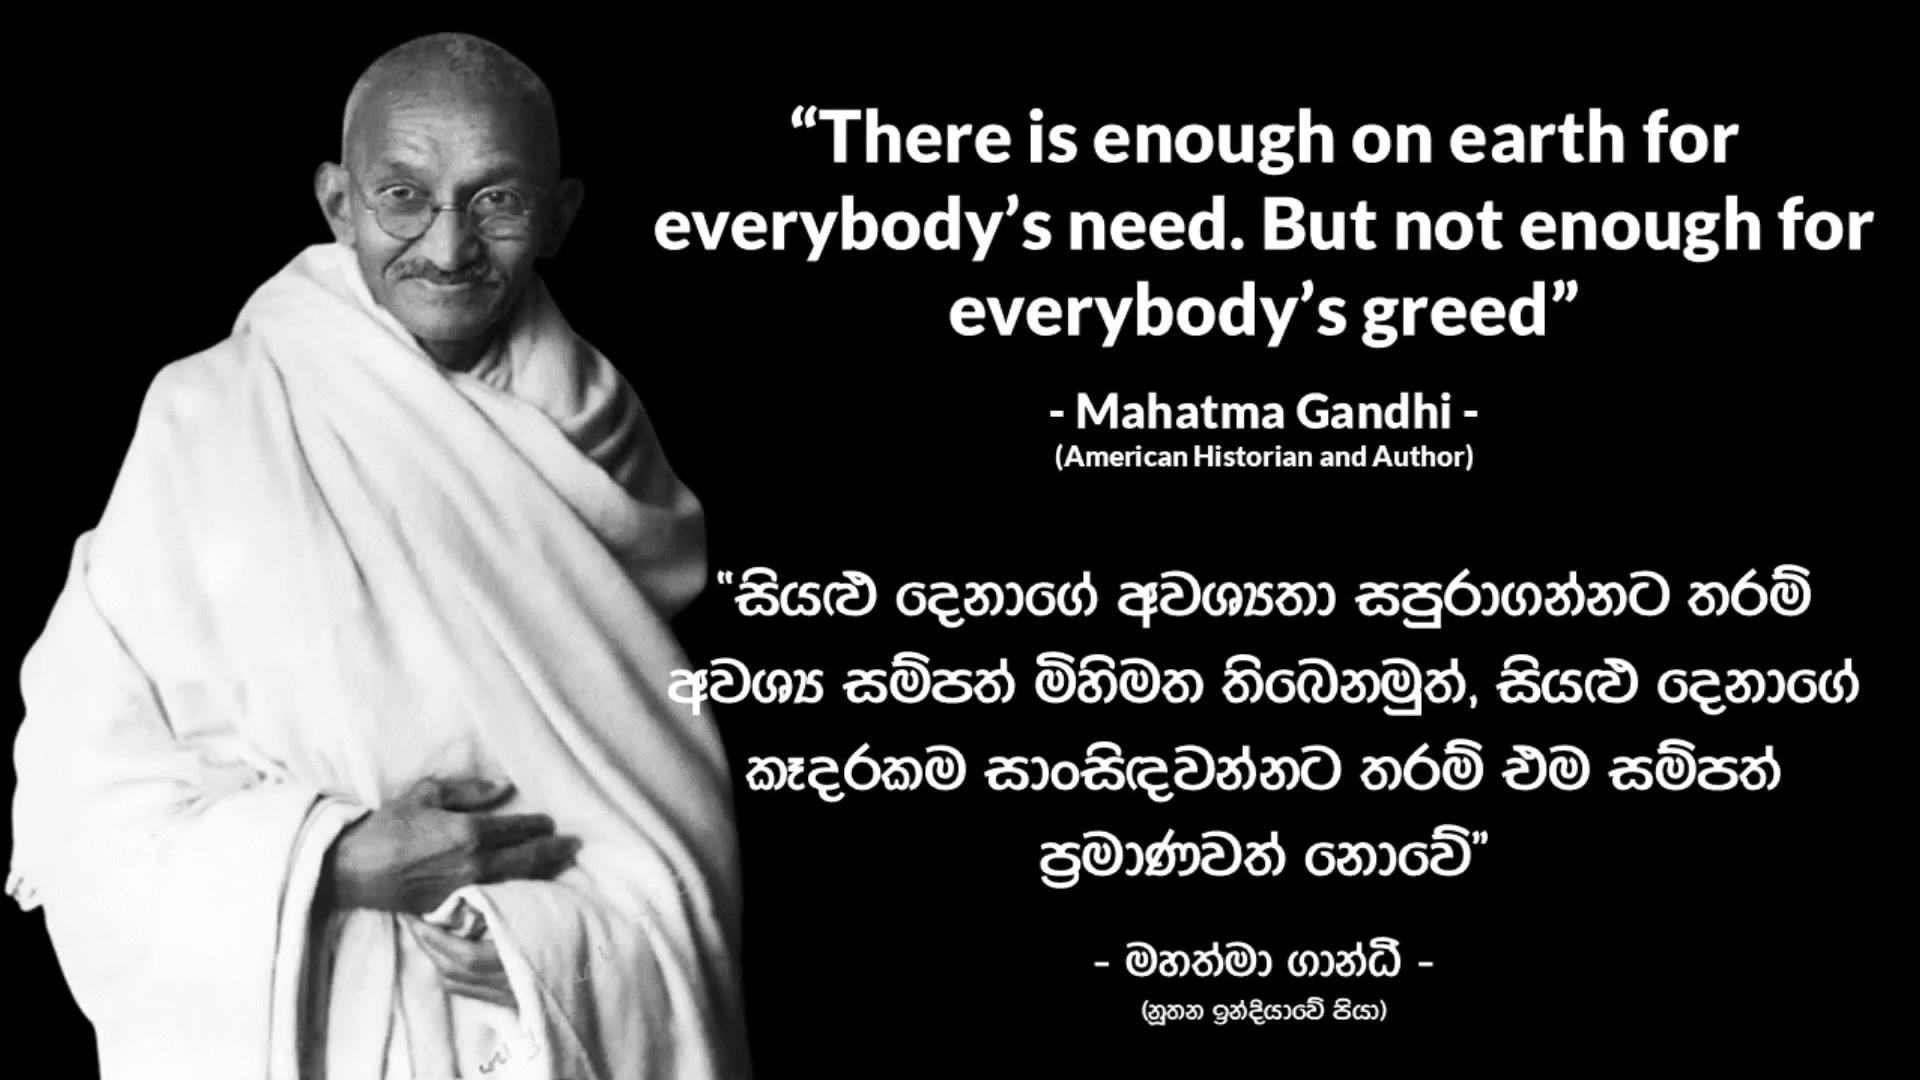 “There is enough on earth for
everybody’s need. But not enough for
everybody’s greed”
- Mahatma Gandhi -
(American Historian and Author)
“සියළු දෙනාගේ අවශ්‍යතා සපුරාගන්නට තරම්
අවශ්‍ය සම්පත් මිහිමත තිබෙනමුත්, සියළු දෙනාගේ
කෑදරකම සාංසිඳවන්නට තරම් එම සම්පත්
ප්‍රමාණවත් නොවේ”
- මහත්මා ගාන්ධි -
(නූතන ඉන්දියාවේ පියා)